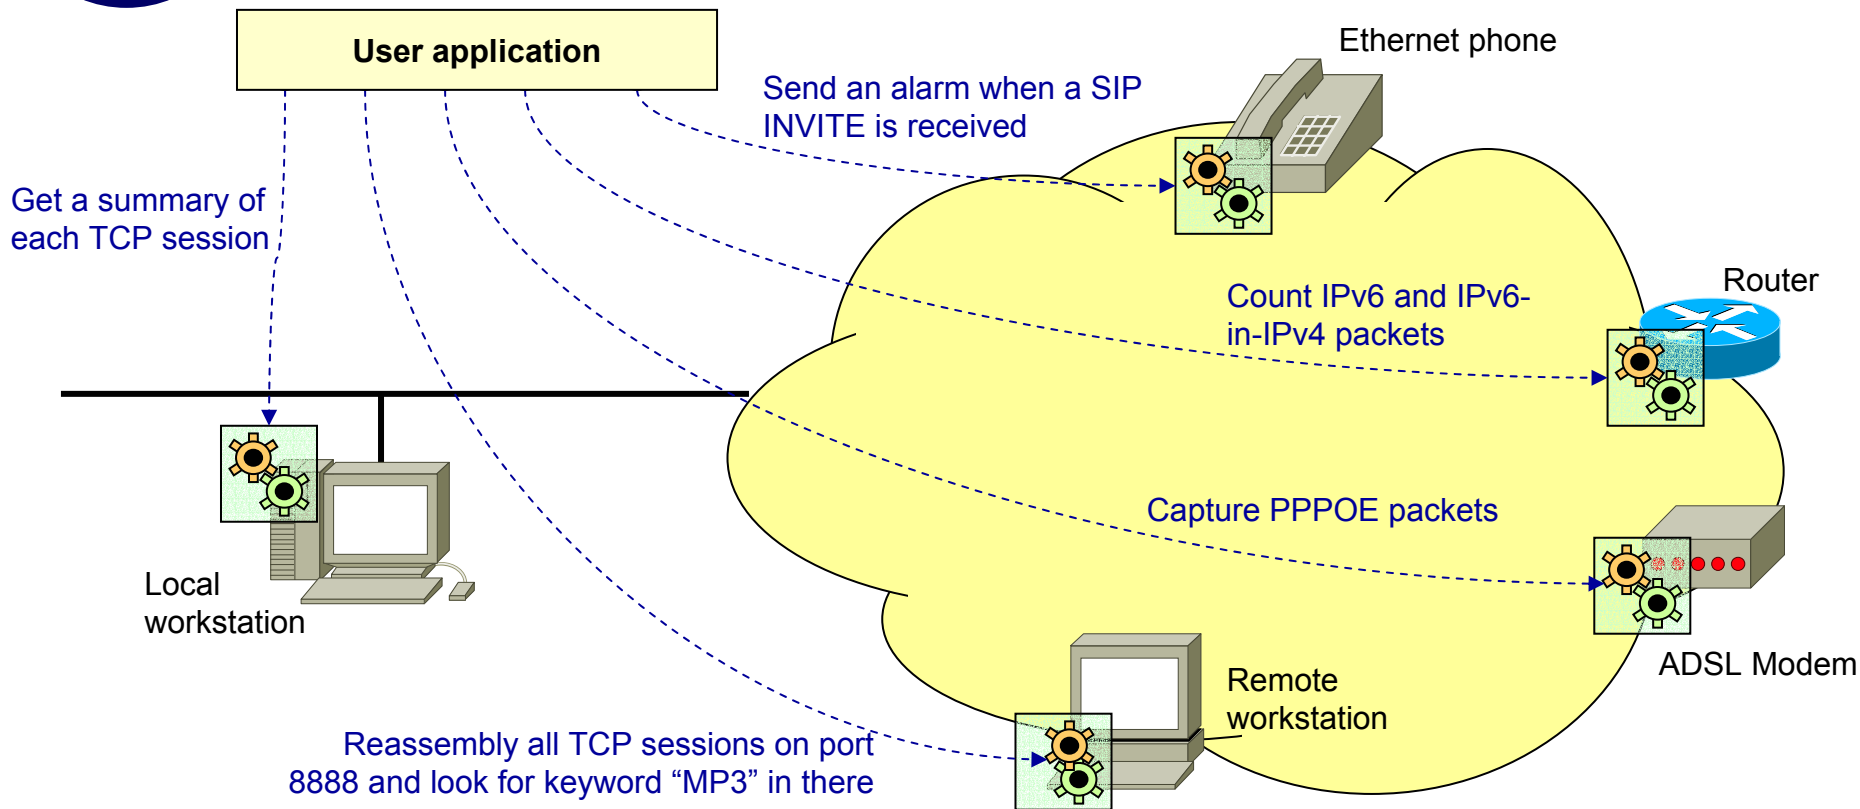 User application
Ethernet phone
Send an alarm when a SIP
INVITE is received
Get a summary of
each TCP session
Router
Count IPv6 and IPv6-
in-IPv4 packets
Capture PPPOE packets
Local
workstation
ADSL Modem
Remote
workstation
Reassembly all TCP sessions on port
8888 and look for keyword “MP3” in there